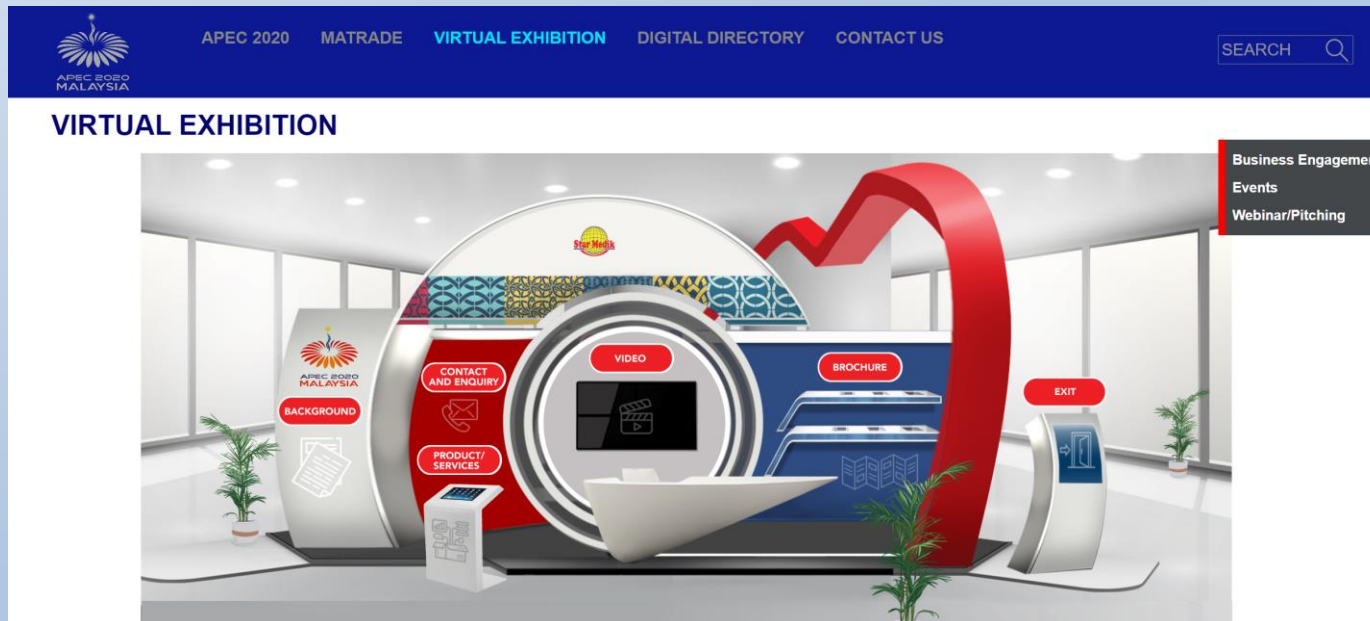 APEC 2020 MATRADE VIRTUAL EXHIBITION DIGITAL DIRECTORY CONTACT US
SEARCH
APEC 2020
MALAYSIA
VIRTUAL EXHIBITION
Business Engagemen
Events
Webinar/Pitching
Star Medik
APEC 2020
MALAYSIA
BACKGROUND
CONTACT
AND ENQUIRY
PRODUCT/
SERVICES
VIDEO
BROCHURE
EXIT